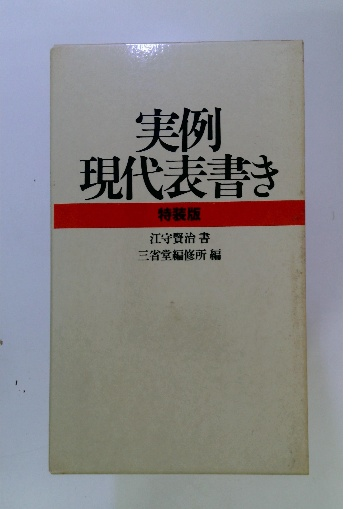 実例
現代表書き
特装版
江守賢治 書
三省堂編修所 編